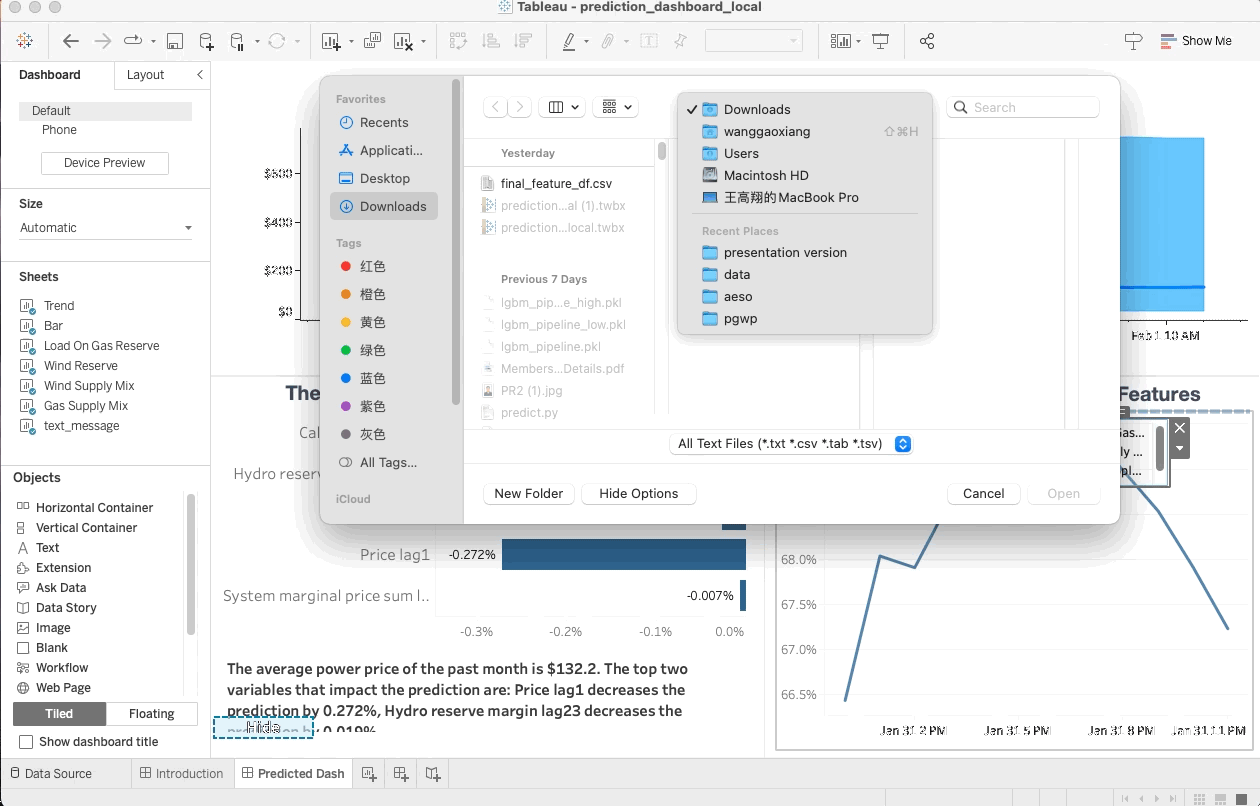 Tableau - prediction_dashboard_local
Show Me
Dashboard
Layout
Default
Phone
Device Preview
Size
Automatic
Sheets
Trend
Bar
Load On Gas Reserve
Wind Reserve
Wind Supply Mix
Gas Supply Mix
text_message
Objects
Horizontal Container
Vertical Container
Text
Extension
Ask Data
Data Story
Image
Blank
Workflow
Web Page
Tiled
Floating
Show dashboard title
Favorites
Recents
Applicati...
Desktop
Downloads
Tags
红色
橙色
黄色
绿色
蓝色
紫色
灰色
All Tags...
iCloud
Search
Yesterday
final_feature_df.csv
prediction...al (1).twbx
prediction...local.twbx
Previous 7 Days
lgbm_pip...e_high.pkl
lgbm_pipeline_low.pkl
lgbm_pipeline.pkl
Members...Details.pdf
PR2 (1).jpg
predict.py
Downloads
wanggaoxiang ⇧⌘H
Users
Macintosh HD
王高翔的MacBook Pro
Recent Places
presentation version
data
aeso
pgwp
All Text Files (*.txt *.csv *.tab *.tsv)
New Folder
Hide Options
Cancel
Open
$600
$400
$200
$0
Feb 1 10 AM
The
Features
Cal
Hydro reserv
Price lag1
-0.272%
System marginal price sum l..
-0.007%
-0.3% -0.2% -0.1% 0.0%
The average power price of the past month is $132.2. The top two
variables that impact the prediction are: Price lag1 decreases the
prediction by 0.272%, Hydro reserve margin lag23 decreases the
prediction by 0.019%
Hide
as...
ly ...
pl...
68.0%
67.5%
67.0%
66.5%
Jan 31 2 PM Jan 31 5 PM Jan 31 8 PM Jan 31 11 PM
Data Source
Introduction
Predicted Dash